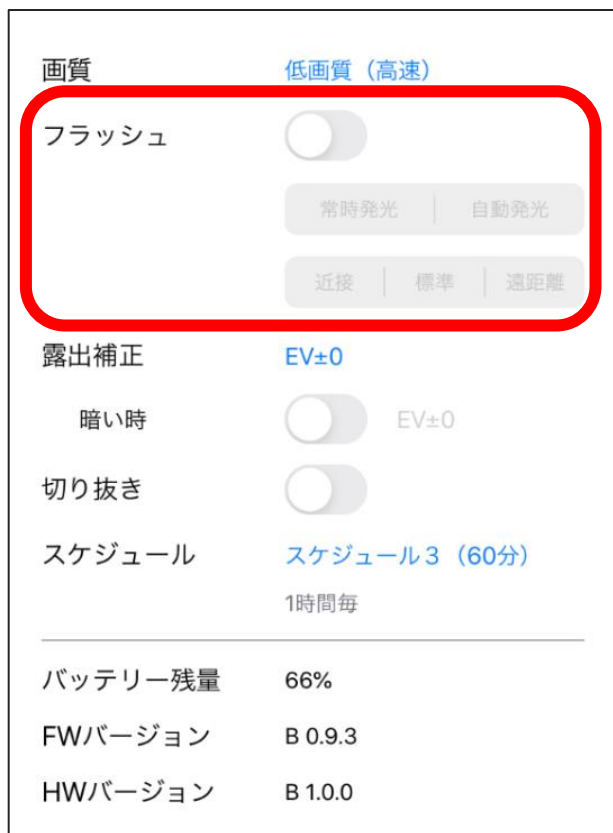 画質 低画質（高速）
フラッシュ
常時発光 自動発光
近接 標準 遠距離
露出補正 EV±0
暗い時 EV±0
切り抜き
スケジュール スケジュール３（60分）
1時間毎
バッテリー残量 66%
FWバージョン B 0.9.3
HWバージョン B 1.0.0